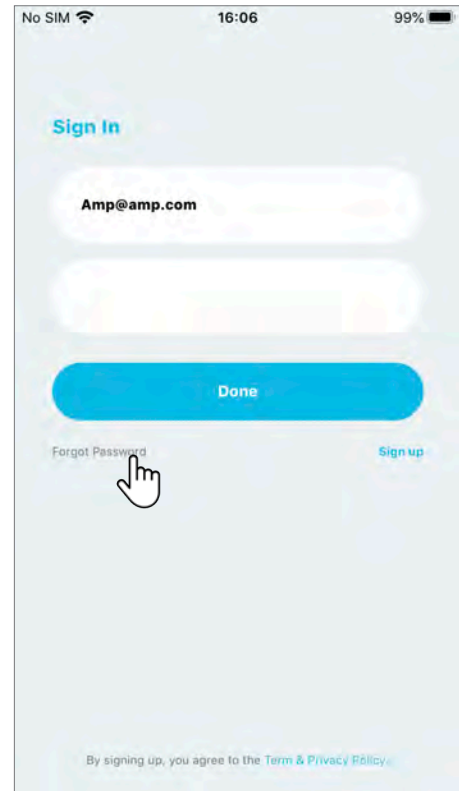 No SIM 16:06 99%
Sign In
Amp@amp.com
Done
Forgot Password Sign up
By signing up, you agree to the Term & Privacy Policy.